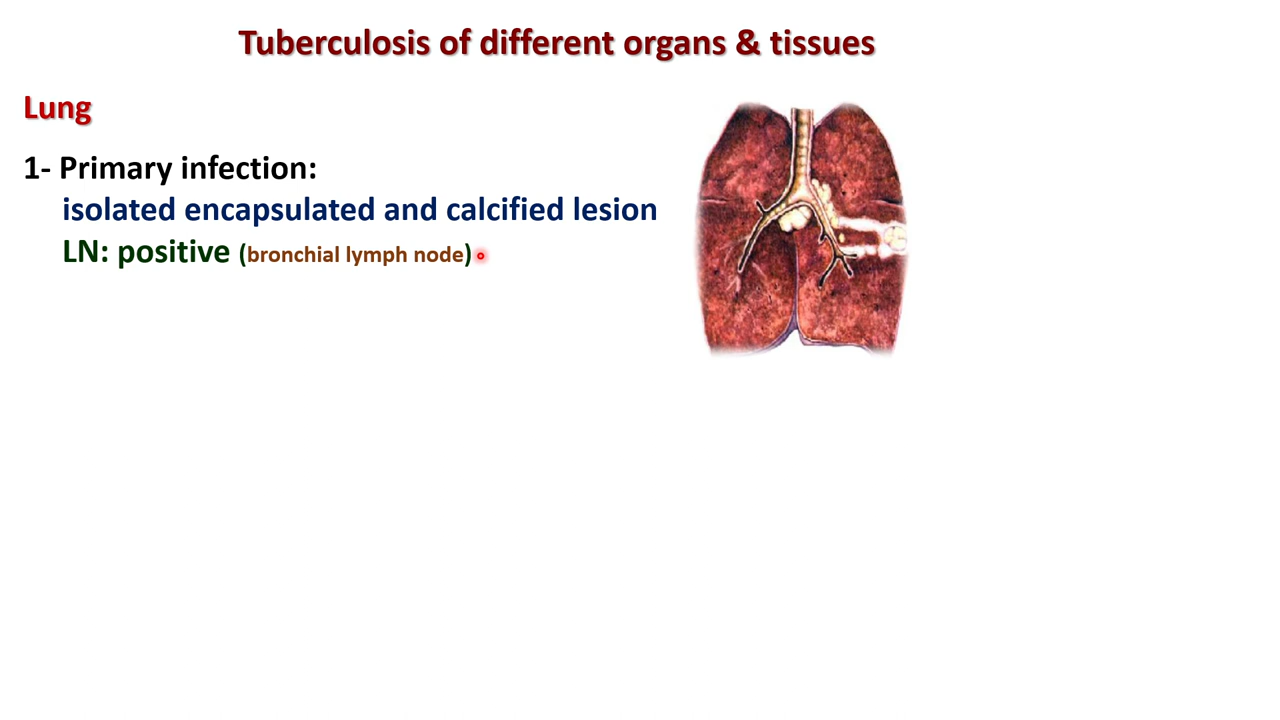 Tuberculosis of different organs & tissues
Lung
1- Primary infection:
isolated encapsulated and calcified lesion
LN: positive (bronchial lymph node)